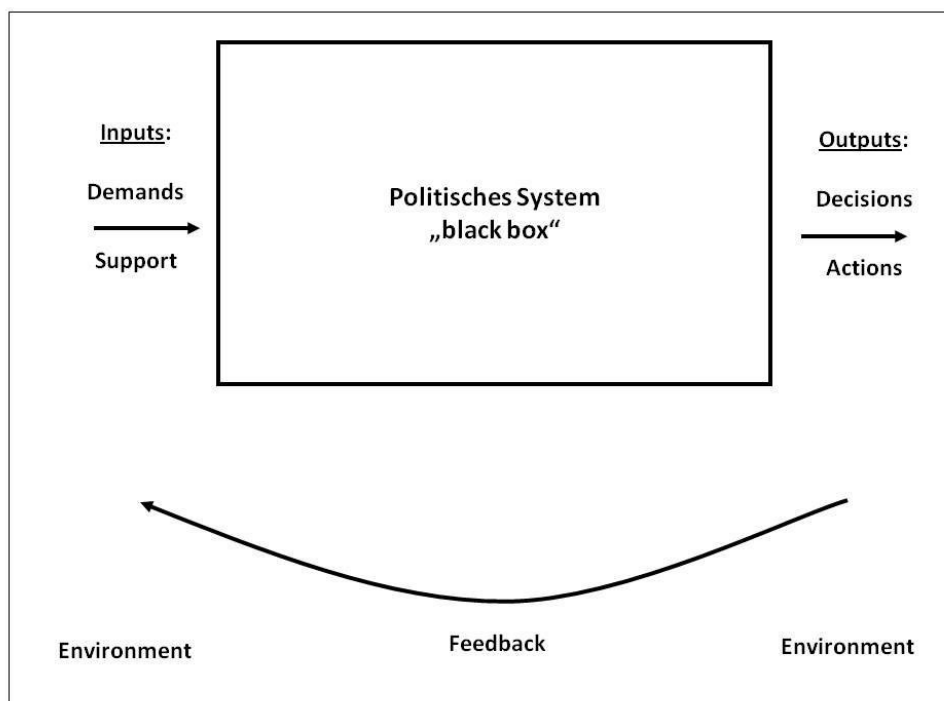 Inputs:
Demands
Support
Politisches System
„black box“
Outputs:
Decisions
Actions
Environment
Feedback
Environment